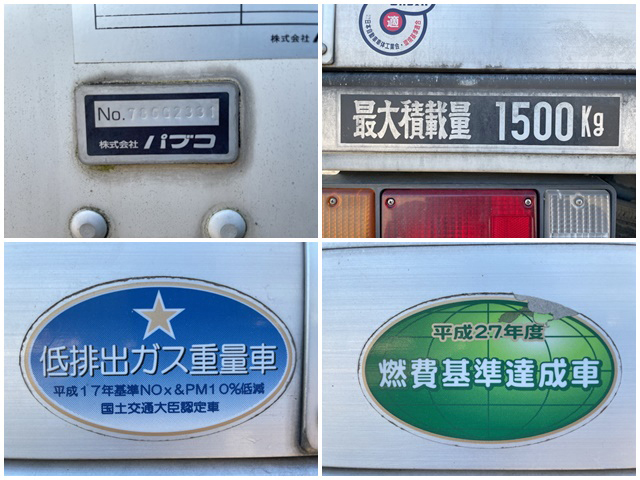 株式会社
No.
株式会社 パブコ
適
最大積載量 1500Kg
低排出ガス重量車
平成17年基準NOx&PM10%低減
国土交通大臣認定車
平成27年度
燃費基準達成車